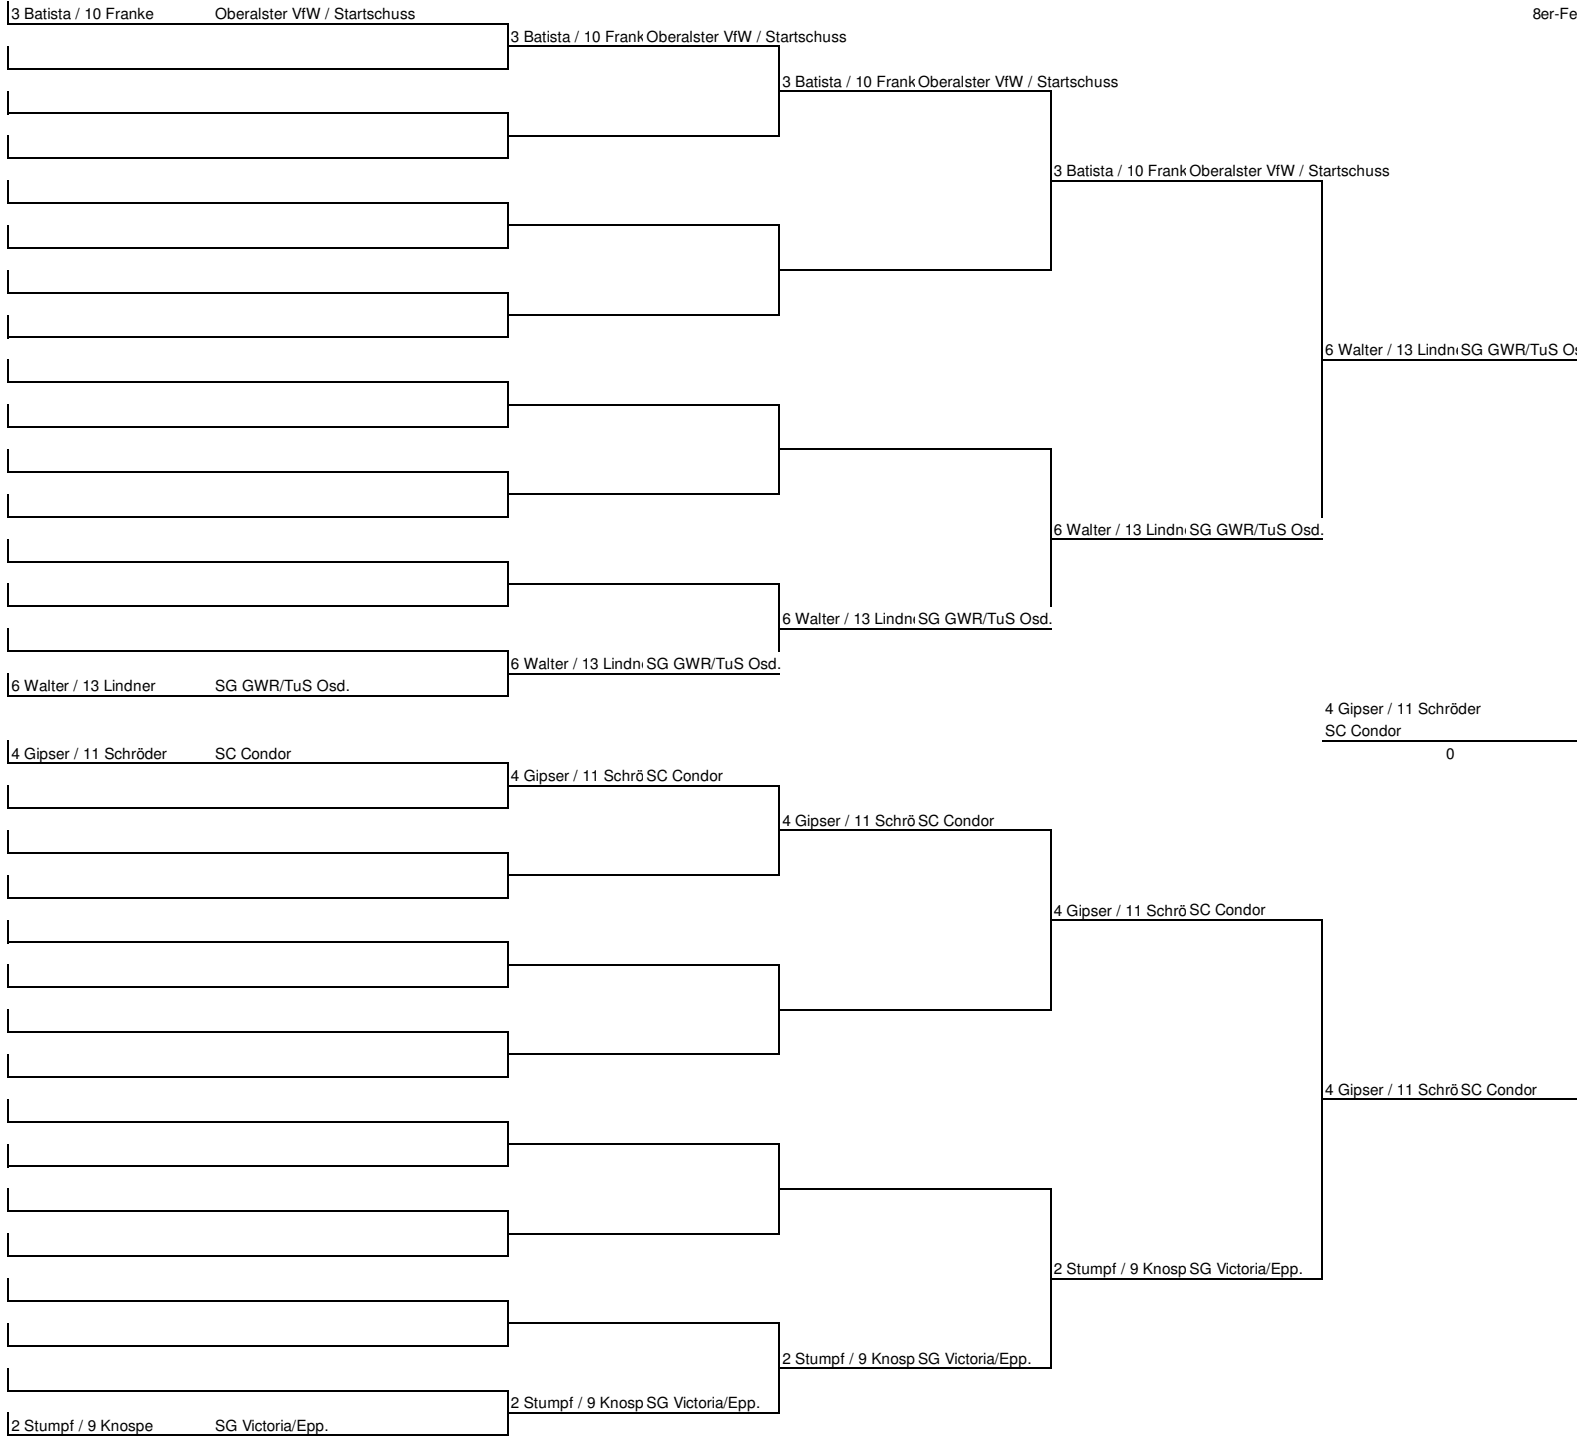 3 Batista / 10 Franke Oberalster VfW / Startschuss
8er-Fe
3 Batista / 10 Frank Oberalster VfW / Startschuss
3 Batista / 10 Frank Oberalster VfW / Startschuss
3 Batista / 10 Frank Oberalster VfW / Startschuss
6 Walter / 13 Lindn SG GWR/TuS Os
6 Walter / 13 Lindn SG GWR/TuS Osd.
6 Walter / 13 Lindn SG GWR/TuS Osd.
6 Walter / 13 Lindn SG GWR/TuS Osd.
6 Walter / 13 Lindner SG GWR/TuS Osd.
4 Gipser / 11 Schröder
SC Condor
4 Gipser / 11 Schröder SC Condor
0
4 Gipser / 11 Schrö SC Condor
4 Gipser / 11 Schrö SC Condor
4 Gipser / 11 Schrö SC Condor
4 Gipser / 11 Schrö SC Condor
2 Stumpf / 9 Knosp SG Victoria/Epp.
2 Stumpf / 9 Knosp SG Victoria/Epp.
2 Stumpf / 9 Knosp SG Victoria/Epp.
2 Stumpf / 9 Knospe SG Victoria/Epp.